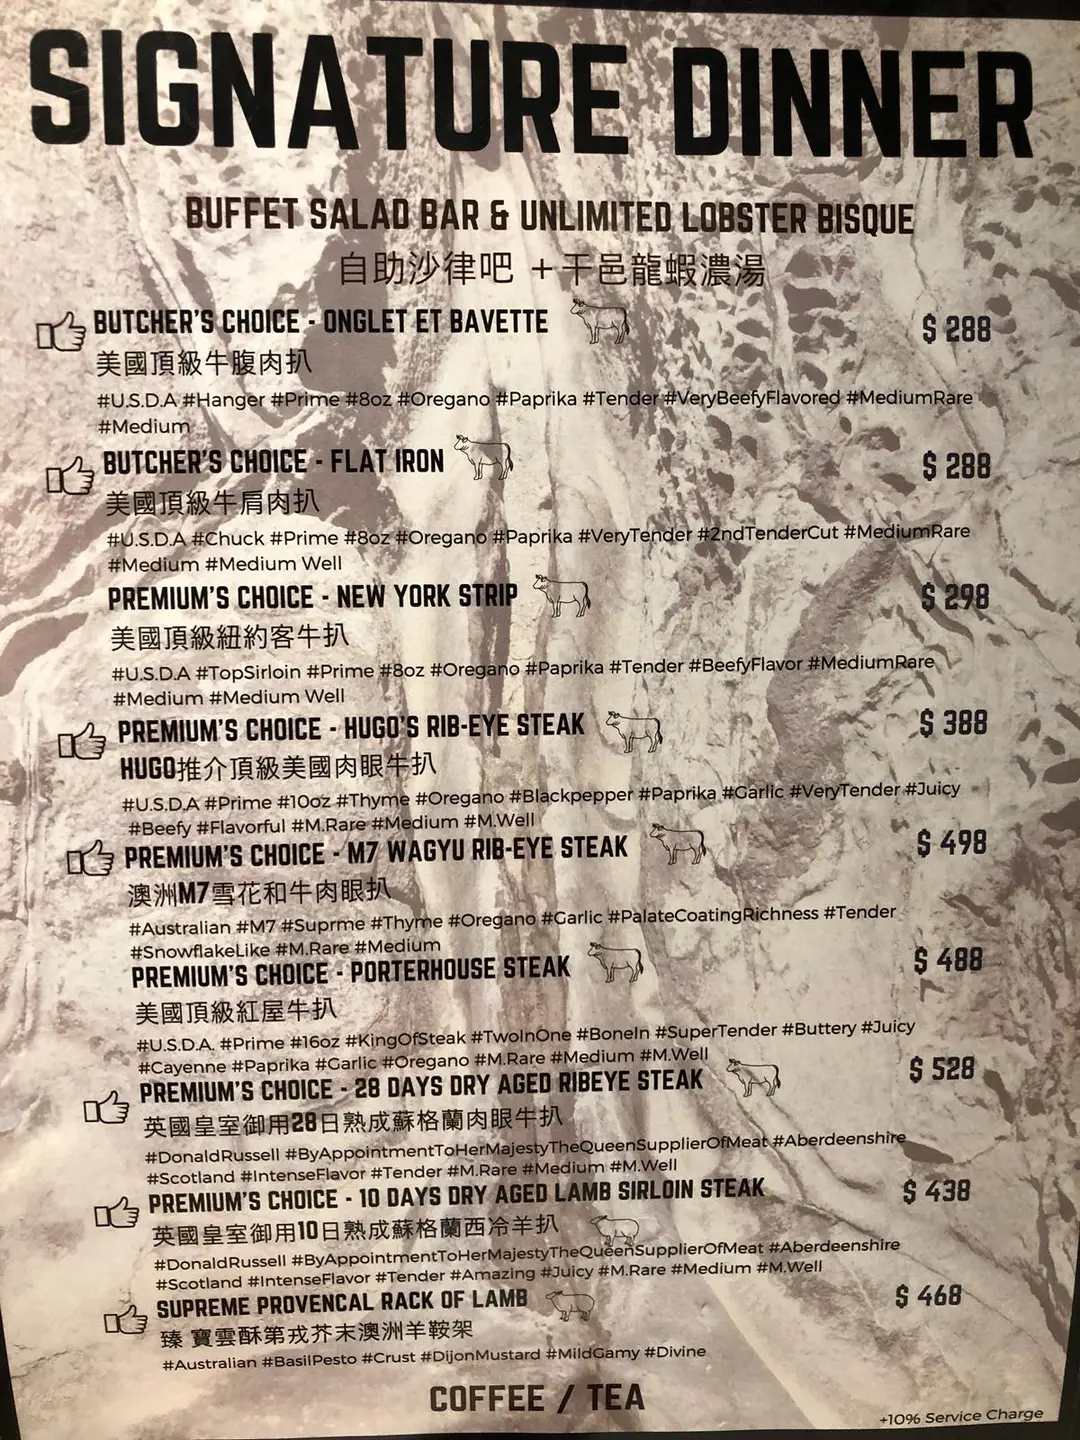 SIGNATURE DINNER
BUFFET SALAD BAR & UNLIMITED LOBSTER BISQUE
自助沙律吧 +干邑龍蝦濃湯
BUTCHER'S CHOICE - ONGLET ET BAVETTE $ 288
美國頂級牛腹肉扒
#U.S.D.A #Hanger #Prime #8oz #Oregano #Paprika #Tender #VeryBeefyFlavored #MediumRare
#Medium
BUTCHER'S CHOICE - FLAT IRON $ 288
美國頂級牛肩肉扒
#U.S.D.A #Chuck #Prime #8oz #Oregano #Paprika #VeryTender #2ndTenderCut #MediumRare
#Medium #Medium Well
PREMIUM'S CHOICE - NEW YORK STRIP $ 298
美國頂級紐約客牛扒
#U.S.D.A #TopSirloin #Prime #8oz #Oregano #Paprika #Tender #BeefyFlavor #MediumRare
#Medium #Medium Well
PREMIUM'S CHOICE - HUGO'S RIB-EYE STEAK $ 388
HUGO推介頂級美國肉眼牛扒
#U.S.D.A #Prime #10oz #Thyme #Oregano #Blackpepper #Paprika #Garlic #VeryTender #Juicy
#Beefy #Flavorful #M.Rare #Medium #M.Well
PREMIUM'S CHOICE - M7 WAGYU RIB-EYE STEAK $ 498
澳洲M7雪花和牛肉眼扒
#Australian #M7 #Suprme #Thyme #Oregano #Garlic #PalateCoatingRichness #Tender
#SnowflakeLike #M.Rare #Medium
PREMIUM'S CHOICE - PORTERHOUSE STEAK $ 488
美國頂級紅屋牛扒
#U.S.D.A. #Prime #16oz #KingOfSteak #TwoInOne #BoneIn #SuperTender #Buttery #Juicy
#Cayenne #Paprika #Garlic #Oregano #M.Rare #Medium #M.Well
PREMIUM'S CHOICE - 28 DAYS DRY AGED RIBEYE STEAK $ 528
英國皇室御用28日熟成蘇格蘭肉眼牛扒
#DonaldRussell #ByAppointmentToHerMajestyTheQueenSupplierOfMeat #Aberdeenshire
#Scotland #IntenseFlavor #Tender #M.Rare #Medium #M.Well
PREMIUM'S CHOICE - 10 DAYS DRY AGED LAMB SIRLOIN STEAK $ 438
英國皇室御用10日熟成蘇格蘭西冷羊扒
#DonaldRussell #ByAppointmentToHerMajestyTheQueenSupplierOfMeat #Aberdeenshire
#Scotland #IntenseFlavor #Tender #Amazing #Juicy #M.Rare #Medium #M.Well
SUPREME PROVENCAL RACK OF LAMB $ 468
臻 寶雲酥第戎芥末澳洲羊鞍架
#Australian #BasilPesto #Crust #DijonMustard #MildGamy #Divine
COFFEE / TEA
+10% Service Charge